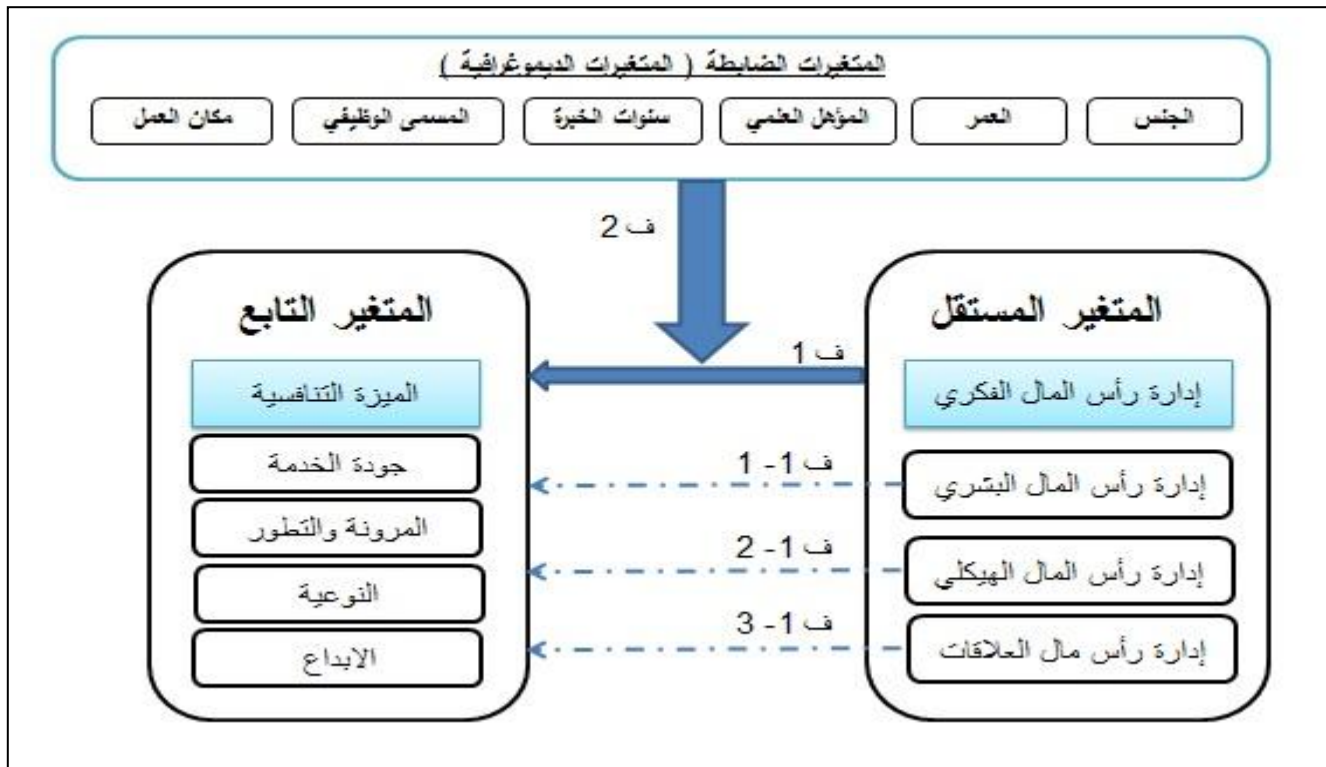 المتغيرات الضابطة ( المتغيرات الديموغرافية )
الجنس
العمر
المؤهل العلمي
سنوات الخبرة
المسمى الوظيفي
مكان العمل
ف 2
المتغير المستقل
إدارة رأس المال الفكري
إدارة رأس المال البشري
إدارة رأس المال الهيكلي
إدارة رأس مال العلاقات
ف 1
ف 1- 1
ف 1- 2
ف 1- 3
المتغير التابع
الميزة التنافسية
جودة الخدمة
المرونة والتطور
النوعية
الابداع